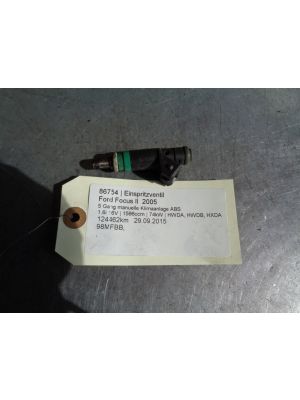 86754 | Einspritzventil
Ford Focus II 2005
5 Gang manuelle Klimaanlage ABS
1,6i 16V | 1596ccm | 74kW | HWDA, HWDB, HXDA
124462km 29.09.2015
98MFBB,